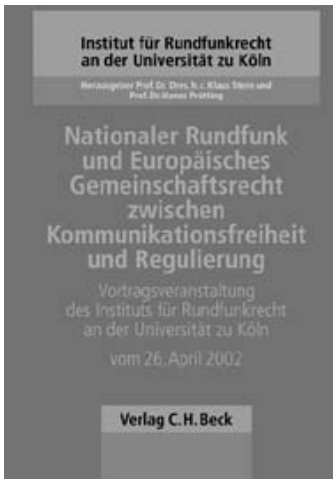 Institut für Rundfunkrecht
an der Universität zu Köln
Herausgeber Prof. Dr. Dres. h. c. Klaus Stern und
Prof. Dr. Hanns Prütting
Nationaler Rundfunk
und Europäisches
Gemeinschaftsrecht
zwischen
Kommunikationsfreiheit
und Regulierung
Vortragsveranstaltung
des Instituts für Rundfunkrecht
an der Universität zu Köln
vom 26. April 2002
Verlag C. H. Beck